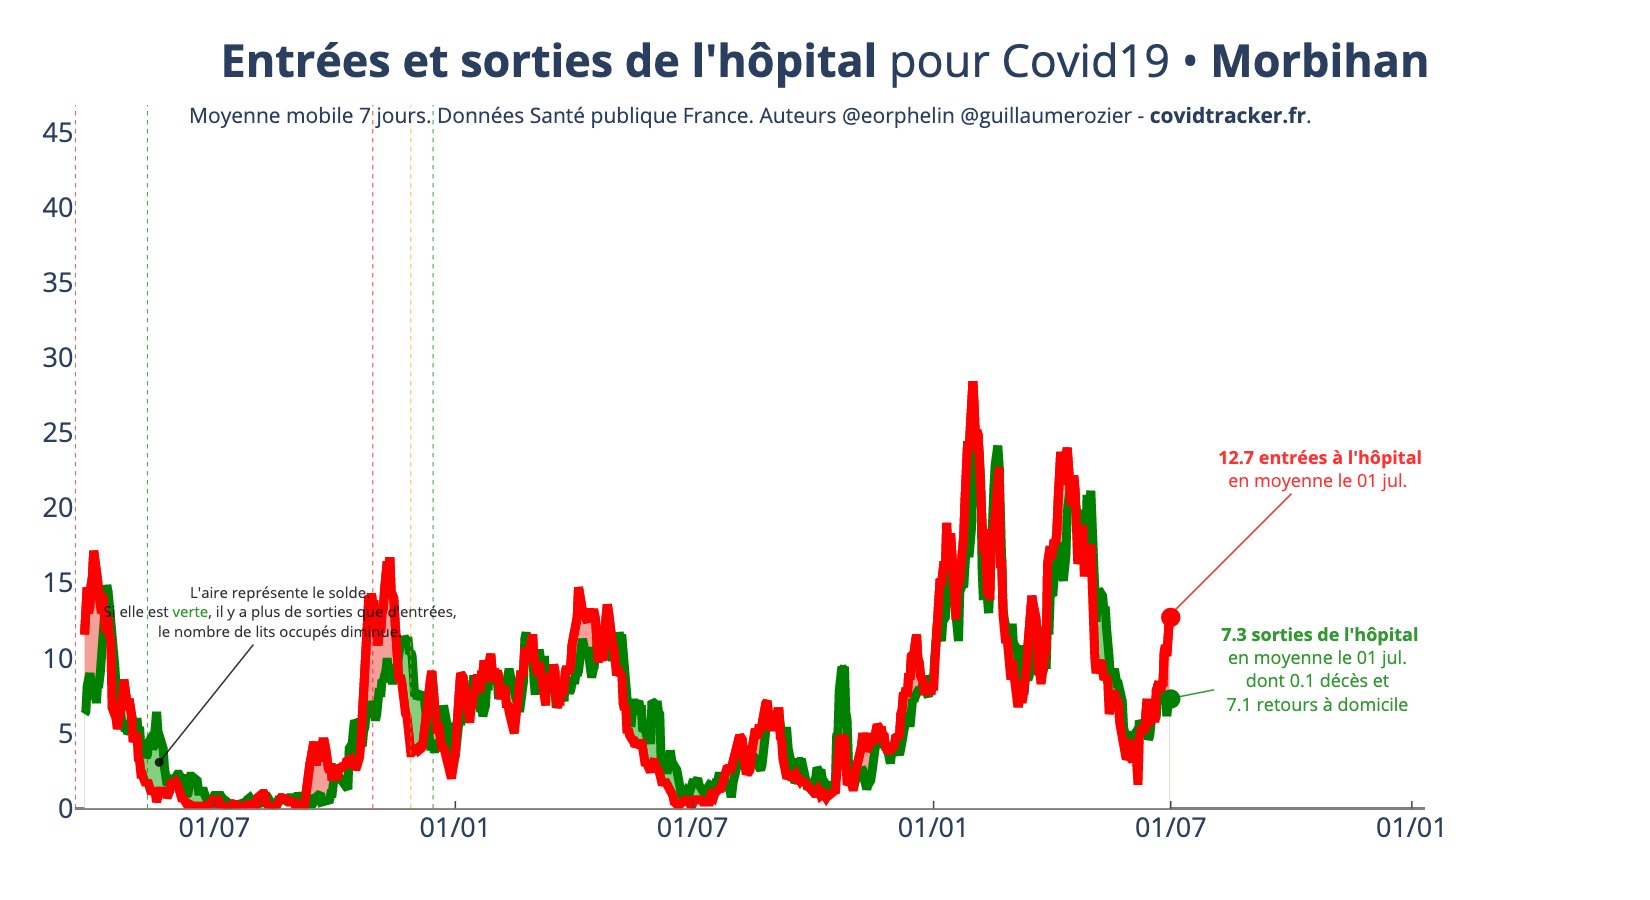 Entrées et sorties de l'hôpital pour Covid19 • Morbihan
Moyenne mobile 7 jours. Données Santé publique France. Auteurs @eorphelin @guillaumerozier - covidtracker.fr.
45
40
35
30
25
20
15
10
5
0
L'aire représente le solde.
Si elle est verte, il y a plus de sorties que d'entrées,
le nombre de lits occupés diminue.
12.7 entrées à l'hôpital
en moyenne le 01 jul.
7.3 sorties de l'hôpital
en moyenne le 01 jul.
dont 0.1 décès et
7.1 retours à domicile
01/07
01/01
01/07
01/01
01/07
01/01